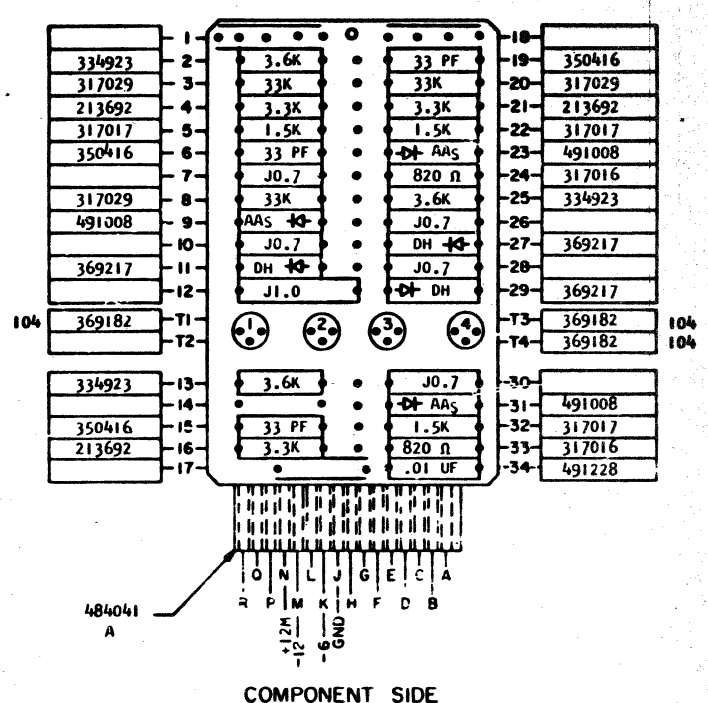 1 18
334923 2 3.6K 33 PF 19 350416
317029 3 33K 33K 20 317029
213692 4 3.3K 3.3K 21 213692
317017 5 1.5K 1.5K 22 317017
350416 6 33 PF AAS 23 491008
7 J0.7 820 Ω 24 317016
317029 8 33K 3.6K 25 334923
491008 9 AAS J0.7 26
10 J0.7 DH 27 369217
369217 11 DH J0.7 28
12 J1.0 DH 29 369217
104 369182 T1 1 2 3 4 T3 369182 104
T2 T4 369182 104
334923 13 3.6K J0.7 30
14 AAS 31 491008
350416 15 33 PF 1.5K 32 317017
213692 16 3.3K 820 Ω 33 317016
17 .01 UF 34 491228
Q N L J G E C A
R P M K H F D B
484041
A
+12M
-12
-6
GND
COMPONENT SIDE